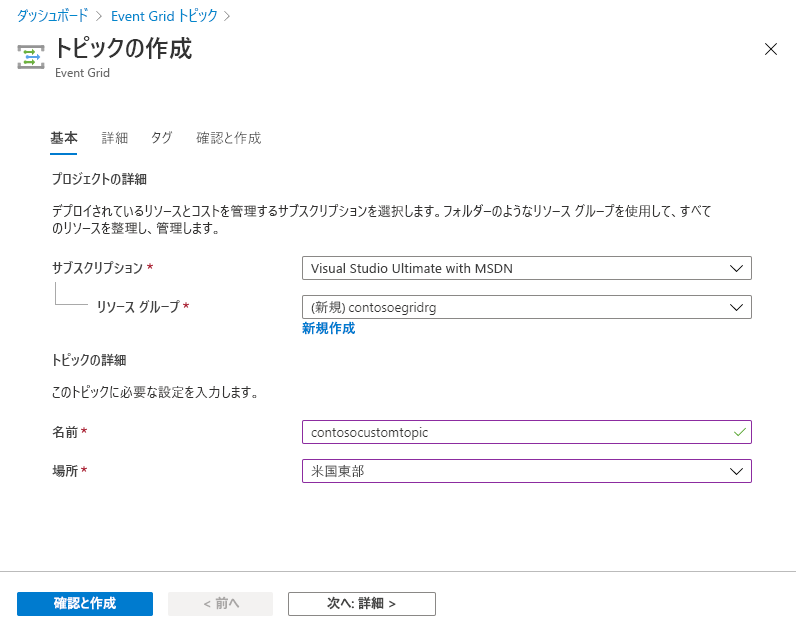 ダッシュボード > Event Grid トピック >
トピックの作成
Event Grid
基本 詳細 タグ 確認と作成
プロジェクトの詳細
デプロイされているリソースとコストを管理するサブスクリプションを選択します。フォルダーのようなリソース グループを使用して、すべて
のリソースを整理し、管理します。
サブスクリプション * Visual Studio Ultimate with MSDN
リソース グループ * (新規) contosoegridrg
新規作成
トピックの詳細
このトピックに必要な設定を入力します。
名前 * contosocustomtopic
場所 * 米国東部
確認と作成 < 前へ 次へ: 詳細 >